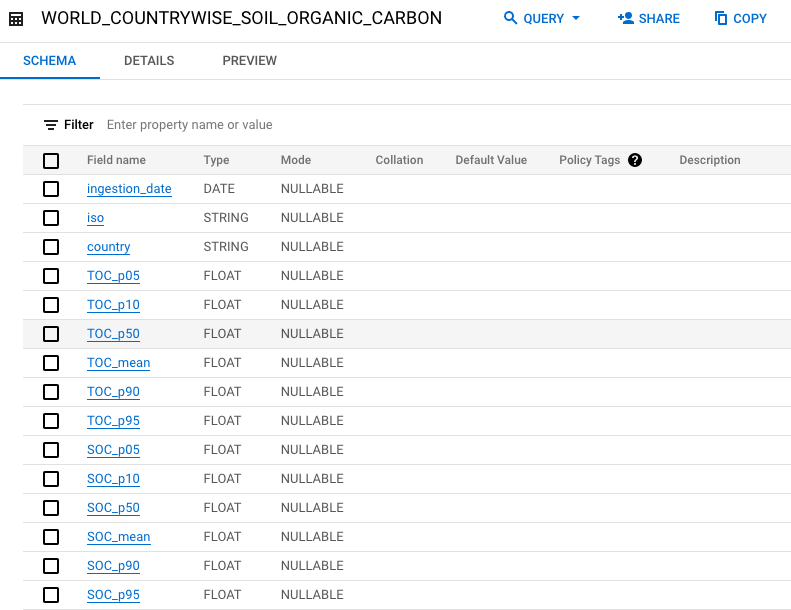 WORLD_COUNTRYWISE_SOIL_ORGANIC_CARBON QUERY SHARE COPY
SCHEMA DETAILS PREVIEW
Filter Enter property name or value
Field name Type Mode Collation Default Value Policy Tags ? Description
ingestion_date DATE NULLABLE
iso STRING NULLABLE
country STRING NULLABLE
TOC_p05 FLOAT NULLABLE
TOC_p10 FLOAT NULLABLE
TOC_p50 FLOAT NULLABLE
TOC_mean FLOAT NULLABLE
TOC_p90 FLOAT NULLABLE
TOC_p95 FLOAT NULLABLE
SOC_p05 FLOAT NULLABLE
SOC_p10 FLOAT NULLABLE
SOC_p50 FLOAT NULLABLE
SOC_mean FLOAT NULLABLE
SOC_p90 FLOAT NULLABLE
SOC_p95 FLOAT NULLABLE